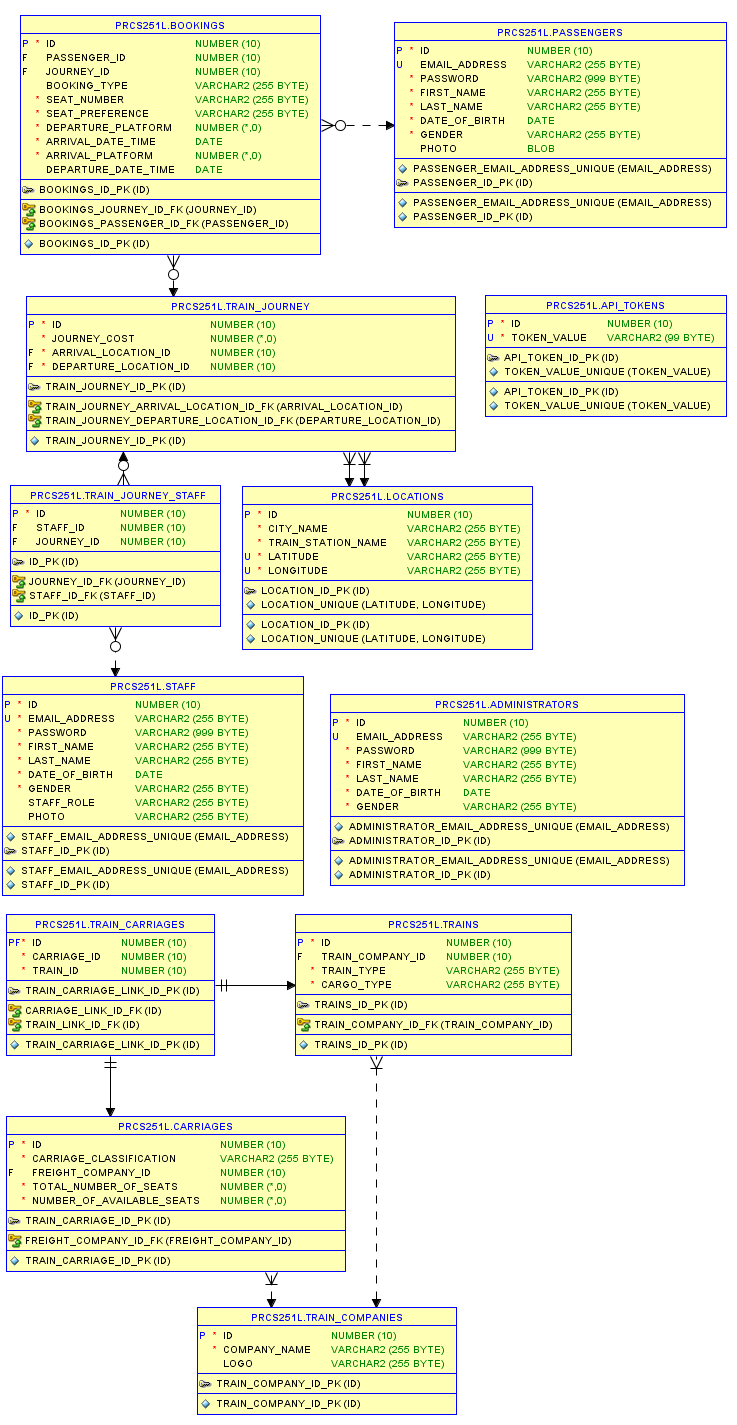 PRCS251L.BOOKINGS
P * ID NUMBER (10)
F PASSENGER_ID NUMBER (10)
F JOURNEY_ID NUMBER (10)
BOOKING_TYPE VARCHAR2 (255 BYTE)
* SEAT_NUMBER VARCHAR2 (255 BYTE)
* SEAT_PREFERENCE VARCHAR2 (255 BYTE)
* DEPARTURE_PLATFORM NUMBER (*,0)
* ARRIVAL_DATE_TIME DATE
* ARRIVAL_PLATFORM NUMBER (*,0)
DEPARTURE_DATE_TIME DATE
BOOKINGS_ID_PK (ID)
BOOKINGS_JOURNEY_ID_FK (JOURNEY_ID)
BOOKINGS_PASSENGER_ID_FK (PASSENGER_ID)
BOOKINGS_ID_PK (ID)
PRCS251L.PASSENGERS
P * ID NUMBER (10)
U EMAIL_ADDRESS VARCHAR2 (255 BYTE)
* PASSWORD VARCHAR2 (999 BYTE)
* FIRST_NAME VARCHAR2 (255 BYTE)
* LAST_NAME VARCHAR2 (255 BYTE)
* DATE_OF_BIRTH DATE
* GENDER VARCHAR2 (255 BYTE)
PHOTO BLOB
PASSENGER_EMAIL_ADDRESS_UNIQUE (EMAIL_ADDRESS)
PASSENGER_ID_PK (ID)
PASSENGER_EMAIL_ADDRESS_UNIQUE (EMAIL_ADDRESS)
PASSENGER_ID_PK (ID)
PRCS251L.TRAIN_JOURNEY
P * ID NUMBER (10)
* JOURNEY_COST NUMBER (*,0)
F * ARRIVAL_LOCATION_ID NUMBER (10)
F * DEPARTURE_LOCATION_ID NUMBER (10)
TRAIN_JOURNEY_ID_PK (ID)
TRAIN_JOURNEY_ARRIVAL_LOCATION_ID_FK (ARRIVAL_LOCATION_ID)
TRAIN_JOURNEY_DEPARTURE_LOCATION_ID_FK (DEPARTURE_LOCATION_ID)
TRAIN_JOURNEY_ID_PK (ID)
PRCS251L.API_TOKENS
P * ID NUMBER (10)
U * TOKEN_VALUE VARCHAR2 (99 BYTE)
API_TOKEN_ID_PK (ID)
TOKEN_VALUE_UNIQUE (TOKEN_VALUE)
API_TOKEN_ID_PK (ID)
TOKEN_VALUE_UNIQUE (TOKEN_VALUE)
PRCS251L.TRAIN_JOURNEY_STAFF
P * ID NUMBER (10)
F STAFF_ID NUMBER (10)
F JOURNEY_ID NUMBER (10)
ID_PK (ID)
JOURNEY_ID_FK (JOURNEY_ID)
STAFF_ID_FK (STAFF_ID)
ID_PK (ID)
PRCS251L.LOCATIONS
P * ID NUMBER (10)
* CITY_NAME VARCHAR2 (255 BYTE)
* TRAIN_STATION_NAME VARCHAR2 (255 BYTE)
U * LATITUDE VARCHAR2 (255 BYTE)
U * LONGITUDE VARCHAR2 (255 BYTE)
LOCATION_ID_PK (ID)
LOCATION_UNIQUE (LATITUDE, LONGITUDE)
LOCATION_ID_PK (ID)
LOCATION_UNIQUE (LATITUDE, LONGITUDE)
PRCS251L.STAFF
P * ID NUMBER (10)
U * EMAIL_ADDRESS VARCHAR2 (255 BYTE)
* PASSWORD VARCHAR2 (999 BYTE)
* FIRST_NAME VARCHAR2 (255 BYTE)
* LAST_NAME VARCHAR2 (255 BYTE)
* DATE_OF_BIRTH DATE
* GENDER VARCHAR2 (255 BYTE)
STAFF_ROLE VARCHAR2 (255 BYTE)
PHOTO VARCHAR2 (255 BYTE)
STAFF_EMAIL_ADDRESS_UNIQUE (EMAIL_ADDRESS)
STAFF_ID_PK (ID)
STAFF_EMAIL_ADDRESS_UNIQUE (EMAIL_ADDRESS)
STAFF_ID_PK (ID)
PRCS251L.ADMINISTRATORS
P * ID NUMBER (10)
U EMAIL_ADDRESS VARCHAR2 (255 BYTE)
* PASSWORD VARCHAR2 (999 BYTE)
* FIRST_NAME VARCHAR2 (255 BYTE)
* LAST_NAME VARCHAR2 (255 BYTE)
* DATE_OF_BIRTH DATE
* GENDER VARCHAR2 (255 BYTE)
ADMINISTRATOR_EMAIL_ADDRESS_UNIQUE (EMAIL_ADDRESS)
ADMINISTRATOR_ID_PK (ID)
ADMINISTRATOR_EMAIL_ADDRESS_UNIQUE (EMAIL_ADDRESS)
ADMINISTRATOR_ID_PK (ID)
PRCS251L.TRAIN_CARRIAGES
PF* ID NUMBER (10)
* CARRIAGE_ID NUMBER (10)
* TRAIN_ID NUMBER (10)
TRAIN_CARRIAGE_LINK_ID_PK (ID)
CARRIAGE_LINK_ID_FK (ID)
TRAIN_LINK_ID_FK (ID)
TRAIN_CARRIAGE_LINK_ID_PK (ID)
PRCS251L.TRAINS
P * ID NUMBER (10)
F TRAIN_COMPANY_ID NUMBER (10)
* TRAIN_TYPE VARCHAR2 (255 BYTE)
* CARGO_TYPE VARCHAR2 (255 BYTE)
TRAINS_ID_PK (ID)
TRAIN_COMPANY_ID_FK (TRAIN_COMPANY_ID)
TRAINS_ID_PK (ID)
PRCS251L.CARRIAGES
P * ID NUMBER (10)
* CARRIAGE_CLASSIFICATION VARCHAR2 (255 BYTE)
F FREIGHT_COMPANY_ID NUMBER (10)
* TOTAL_NUMBER_OF_SEATS NUMBER (*,0)
* NUMBER_OF_AVAILABLE_SEATS NUMBER (*,0)
TRAIN_CARRIAGE_ID_PK (ID)
FREIGHT_COMPANY_ID_FK (FREIGHT_COMPANY_ID)
TRAIN_CARRIAGE_ID_PK (ID)
PRCS251L.TRAIN_COMPANIES
P * ID NUMBER (10)
* COMPANY_NAME VARCHAR2 (255 BYTE)
LOGO VARCHAR2 (255 BYTE)
TRAIN_COMPANY_ID_PK (ID)
TRAIN_COMPANY_ID_PK (ID)